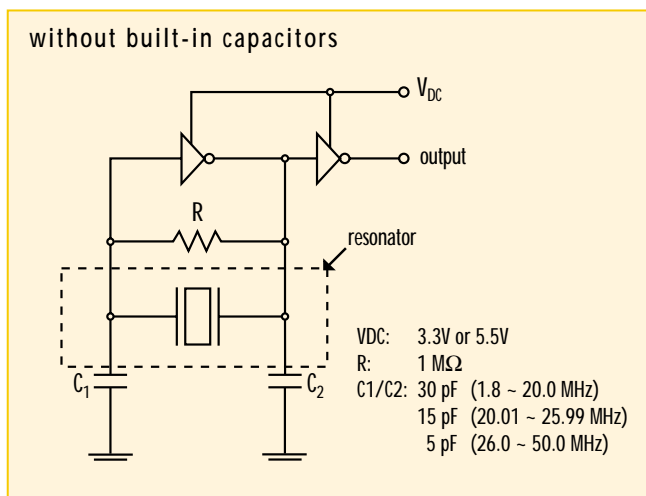 without built-in capacitors
V_DC
output
R
resonator
C₁
C₂
VDC: 3.3V or 5.5V
R: 1 MΩ
C1/C2: 30 pF (1.8 ~ 20.0 MHz)
15 pF (20.01 ~ 25.99 MHz)
5 pF (26.0 ~ 50.0 MHz)